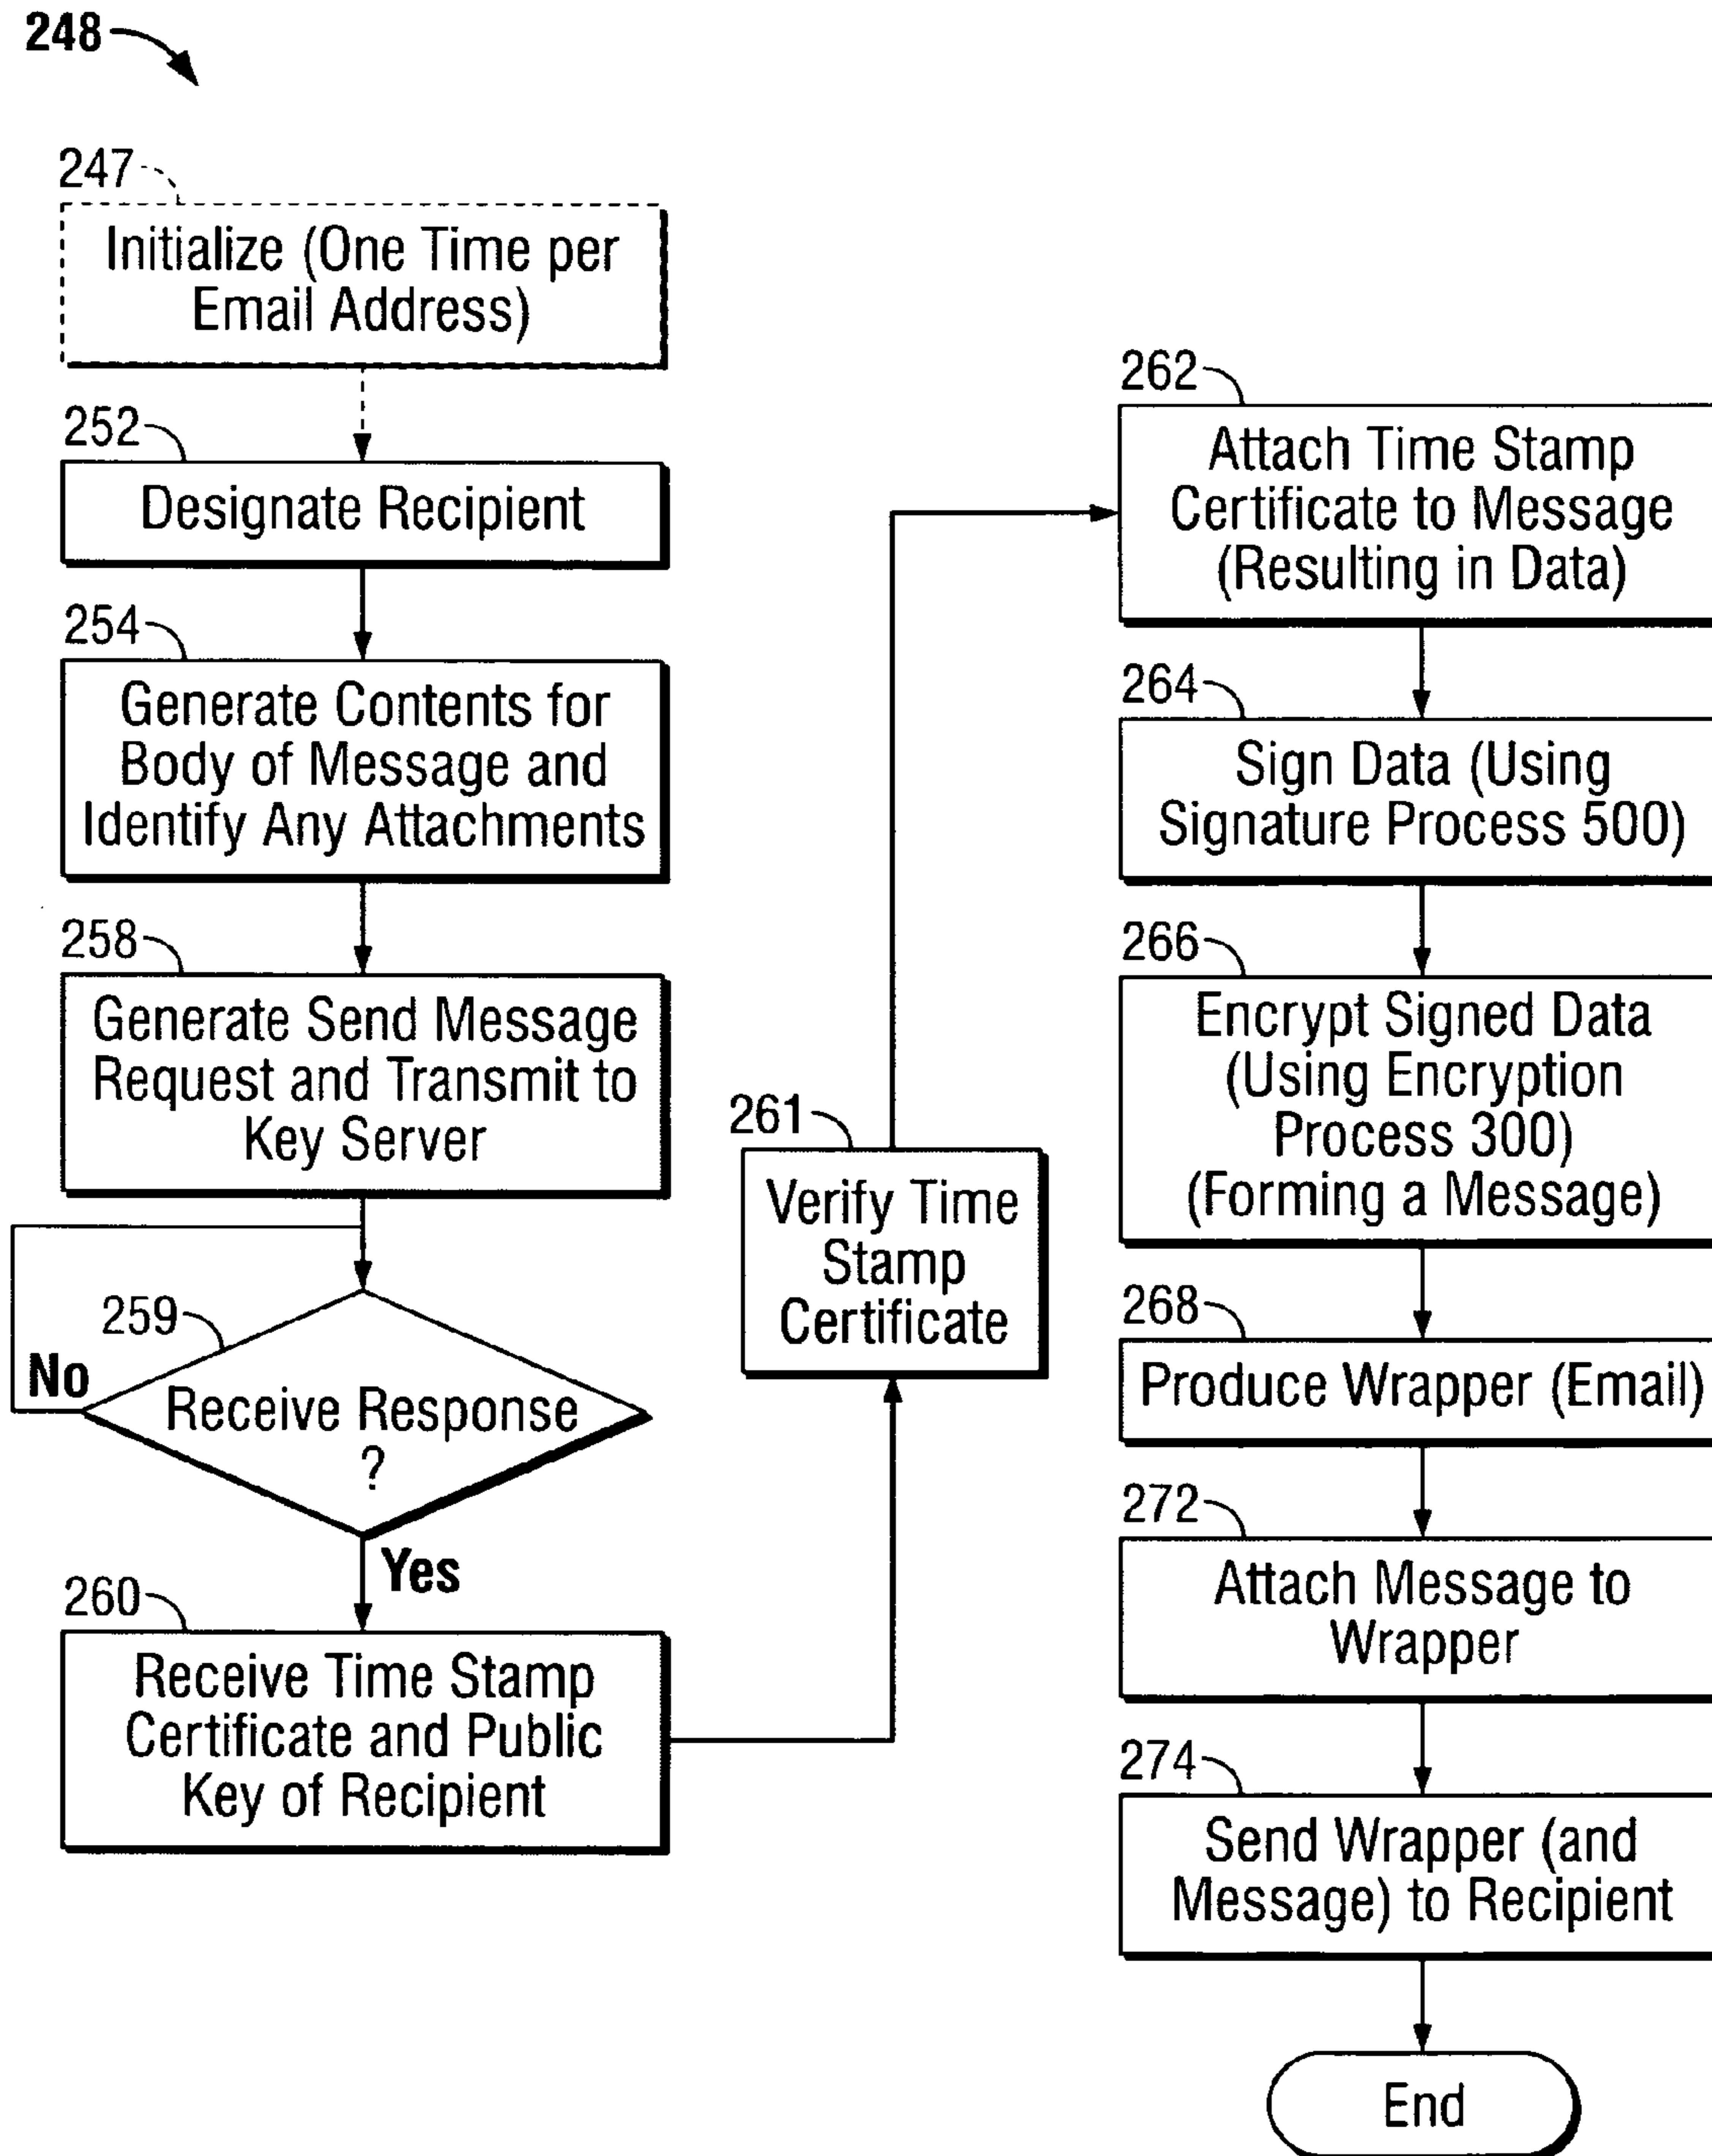 248
247
Initialize (One Time per
Email Address)
252
Designate Recipient
254
Generate Contents for
Body of Message and
Identify Any Attachments
258
Generate Send Message
Request and Transmit to
Key Server
259
No
Receive Response
?
Yes
260
Receive Time Stamp
Certificate and Public
Key of Recipient
261
Verify Time
Stamp
Certificate
262
Attach Time Stamp
Certificate to Message
(Resulting in Data)
264
Sign Data (Using
Signature Process 500)
266
Encrypt Signed Data
(Using Encryption
Process 300)
(Forming a Message)
268
Produce Wrapper (Email)
272
Attach Message to
Wrapper
274
Send Wrapper (and
Message) to Recipient
End